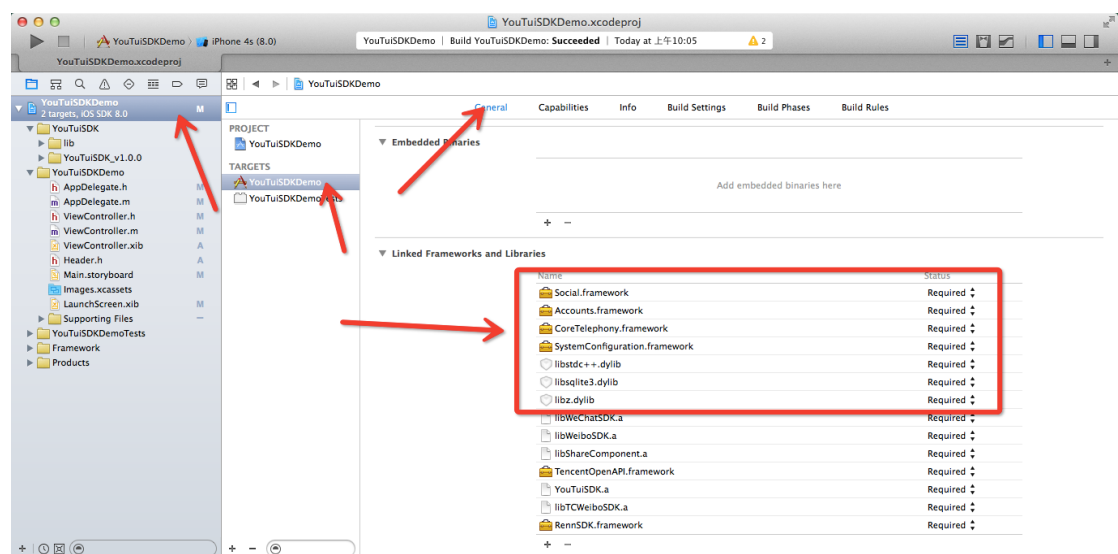 YouTuiSDKDemo.xcodeproj
YouTuiSDKDemo iPhone 4s (8.0)
YouTuiSDKDemo | Build YouTuiSDKDemo: Succeeded | Today at 上午10:05 2
YouTuiSDKDemo.xcodeproj
YouTuiSDKDemo
YouTuiSDKDemo M
2 targets, iOS SDK 8.0
YouTuiSDK
lib
YouTuiSDK_v1.0.0
YouTuiSDKDemo
h AppDelegate.h M
m AppDelegate.m M
h ViewController.h M
m ViewController.m M
ViewController.xib A
h Header.h A
Main.storyboard M
Images.xcassets
LaunchScreen.xib M
Supporting Files
YouTuiSDKDemoTests
Framework
Products
General Capabilities Info Build Settings Build Phases Build Rules
PROJECT
YouTuiSDKDemo
TARGETS
YouTuiSDKDemo
YouTuiSDKDemoTests
Embedded Binaries
Add embedded binaries here
+ −
Linked Frameworks and Libraries
Name Status
Social.framework Required
Accounts.framework Required
CoreTelephony.framework Required
SystemConfiguration.framework Required
libstdc++.dylib Required
libsqlite3.dylib Required
libz.dylib Required
libWeChatSDK.a Required
libWeiboSDK.a Required
libShareComponent.a Required
TencentOpenAPI.framework Required
YouTuiSDK.a Required
libTCWeiboSDK.a Required
RennSDK.framework Required
+ −